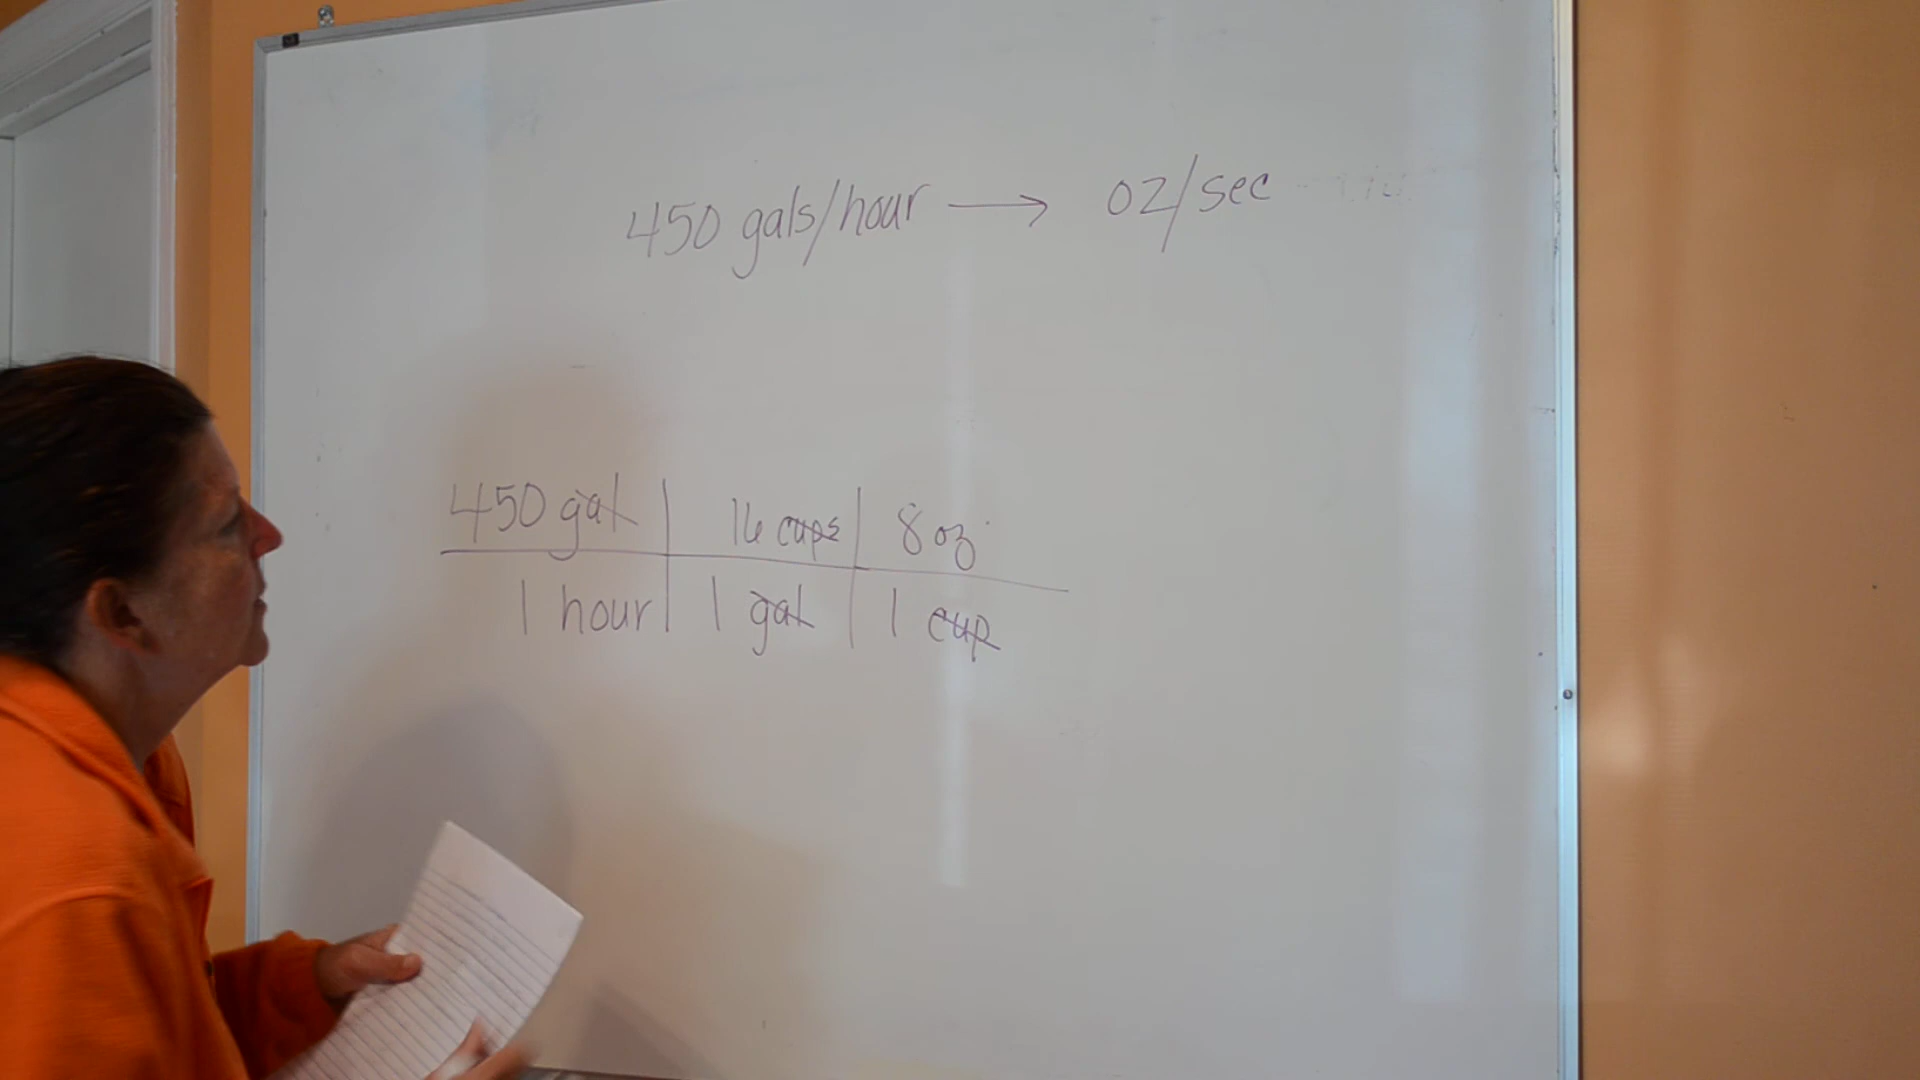 450 gals/hour → oz/sec
450 gal | 16 cups | 8 oz
1 hour | 1 gal | 1 cup